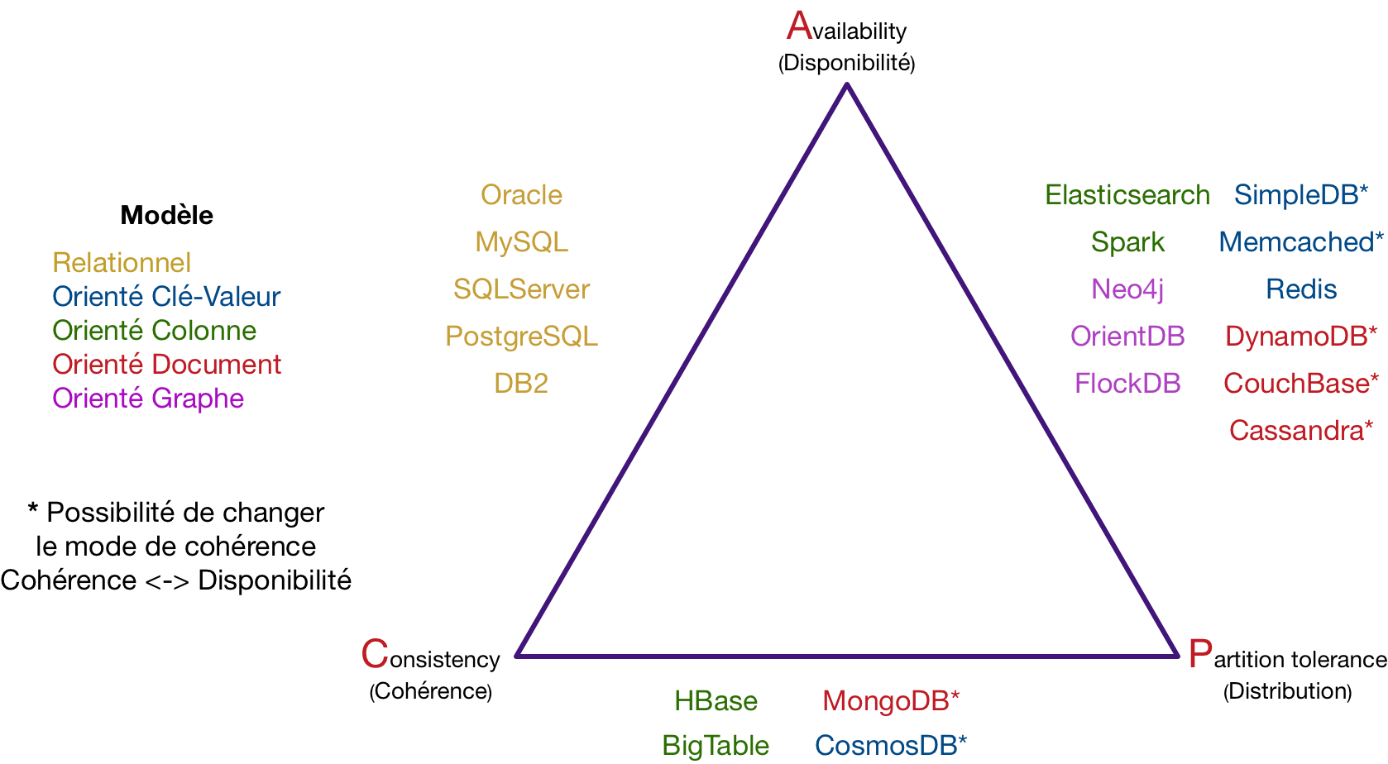 Availability
(Disponibilité)
Modèle
Relationnel
Orienté Clé-Valeur
Orienté Colonne
Orienté Document
Orienté Graphe
* Possibilité de changer
le mode de cohérence
Cohérence <-> Disponibilité
Oracle
MySQL
SQLServer
PostgreSQL
DB2
Elasticsearch SimpleDB*
Spark Memcached*
Neo4j Redis
OrientDB DynamoDB*
FlockDB CouchBase*
Cassandra*
Consistency
(Cohérence)
Partition tolerance
(Distribution)
HBase MongoDB*
BigTable CosmosDB*